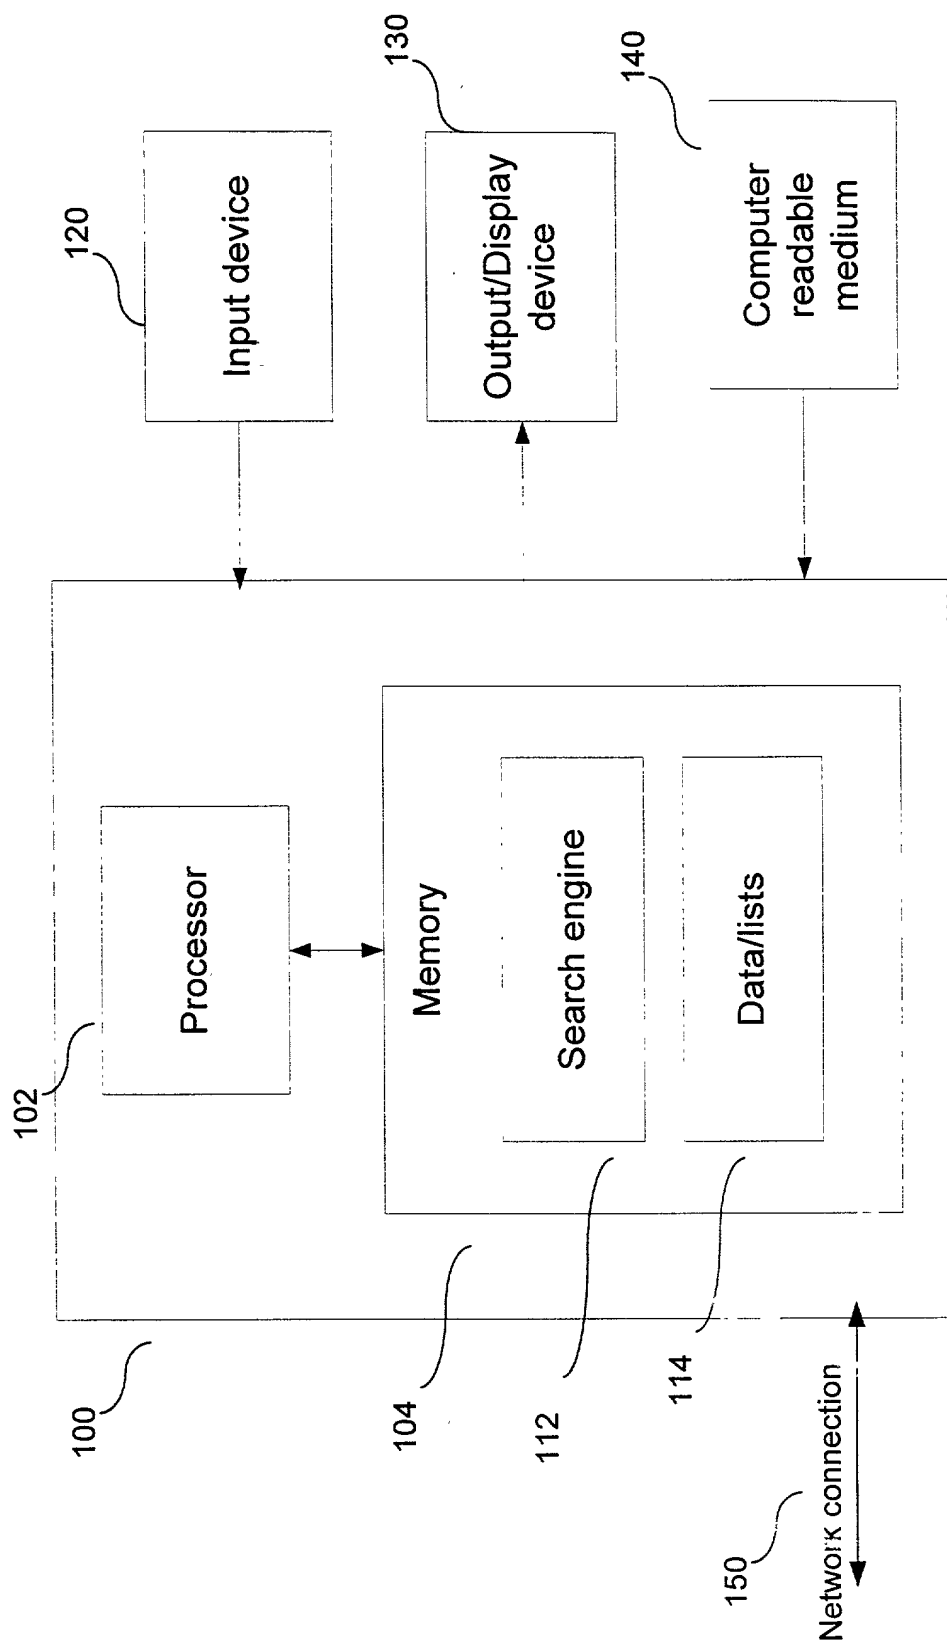 100
102
Processor
104
Memory
112
Search engine
114
Data/lists
120
Input device
130
Output/Display
device
140
Computer
readable
medium
150
Network connection